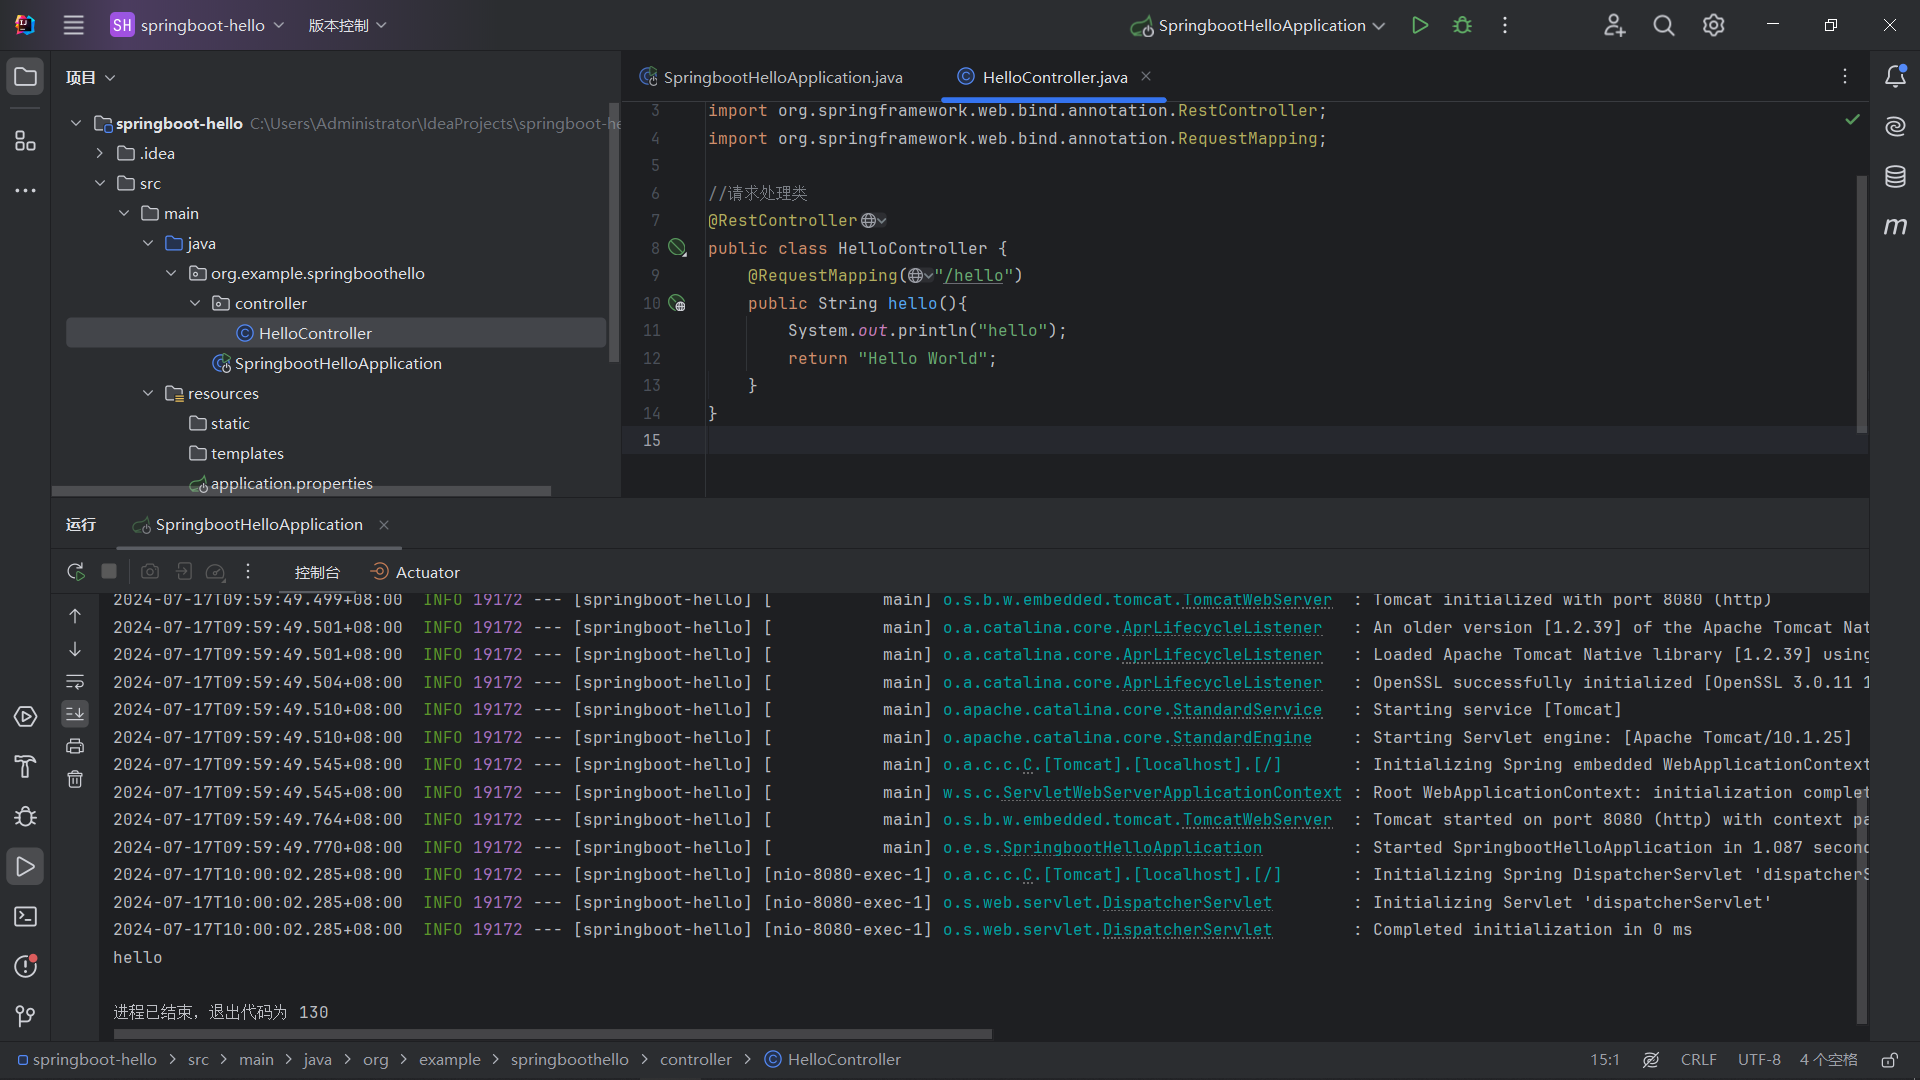 SH springboot-hello 版本控制 SpringbootHelloApplication
项目
springboot-hello C:\Users\Administrator\IdeaProjects\springboot-he
.idea
src
main
java
org.example.springboothello
controller
HelloController
SpringbootHelloApplication
resources
static
templates
application.properties
SpringbootHelloApplication.java HelloController.java
3 import org.springframework.web.bind.annotation.RestController;
4 import org.springframework.web.bind.annotation.RequestMapping;
5
6 //请求处理类
7 @RestController
8 public class HelloController {
9 @RequestMapping("/hello")
10 public String hello(){
11 System.out.println("hello");
12 return "Hello World";
13 }
14 }
15
运行 SpringbootHelloApplication
控制台 Actuator
2024-07-17T09:59:49.499+08:00 INFO 19172 --- [springboot-hello] [ main] o.s.b.w.embedded.tomcat.TomcatWebServer : Tomcat initialized with port 8080 (http)
2024-07-17T09:59:49.501+08:00 INFO 19172 --- [springboot-hello] [ main] o.a.catalina.core.AprLifecycleListener : An older version [1.2.39] of the Apache Tomcat Nat
2024-07-17T09:59:49.501+08:00 INFO 19172 --- [springboot-hello] [ main] o.a.catalina.core.AprLifecycleListener : Loaded Apache Tomcat Native library [1.2.39] using
2024-07-17T09:59:49.504+08:00 INFO 19172 --- [springboot-hello] [ main] o.a.catalina.core.AprLifecycleListener : OpenSSL successfully initialized [OpenSSL 3.0.11 1
2024-07-17T09:59:49.510+08:00 INFO 19172 --- [springboot-hello] [ main] o.apache.catalina.core.StandardService : Starting service [Tomcat]
2024-07-17T09:59:49.510+08:00 INFO 19172 --- [springboot-hello] [ main] o.apache.catalina.core.StandardEngine : Starting Servlet engine: [Apache Tomcat/10.1.25]
2024-07-17T09:59:49.545+08:00 INFO 19172 --- [springboot-hello] [ main] o.a.c.c.C.[Tomcat].[localhost].[/] : Initializing Spring embedded WebApplicationContext
2024-07-17T09:59:49.545+08:00 INFO 19172 --- [springboot-hello] [ main] w.s.c.ServletWebServerApplicationContext : Root WebApplicationContext: initialization complet
2024-07-17T09:59:49.764+08:00 INFO 19172 --- [springboot-hello] [ main] o.s.b.w.embedded.tomcat.TomcatWebServer : Tomcat started on port 8080 (http) with context pa
2024-07-17T09:59:49.770+08:00 INFO 19172 --- [springboot-hello] [ main] o.e.s.SpringbootHelloApplication : Started SpringbootHelloApplication in 1.087 second
2024-07-17T10:00:02.285+08:00 INFO 19172 --- [springboot-hello] [nio-8080-exec-1] o.a.c.c.C.[Tomcat].[localhost].[/] : Initializing Spring DispatcherServlet 'dispatcherS
2024-07-17T10:00:02.285+08:00 INFO 19172 --- [springboot-hello] [nio-8080-exec-1] o.s.web.servlet.DispatcherServlet : Initializing Servlet 'dispatcherServlet'
2024-07-17T10:00:02.285+08:00 INFO 19172 --- [springboot-hello] [nio-8080-exec-1] o.s.web.servlet.DispatcherServlet : Completed initialization in 0 ms
hello
进程已结束，退出代码为 130
springboot-hello > src > main > java > org > example > springboothello > controller > HelloController 15:1 CRLF UTF-8 4 个空格